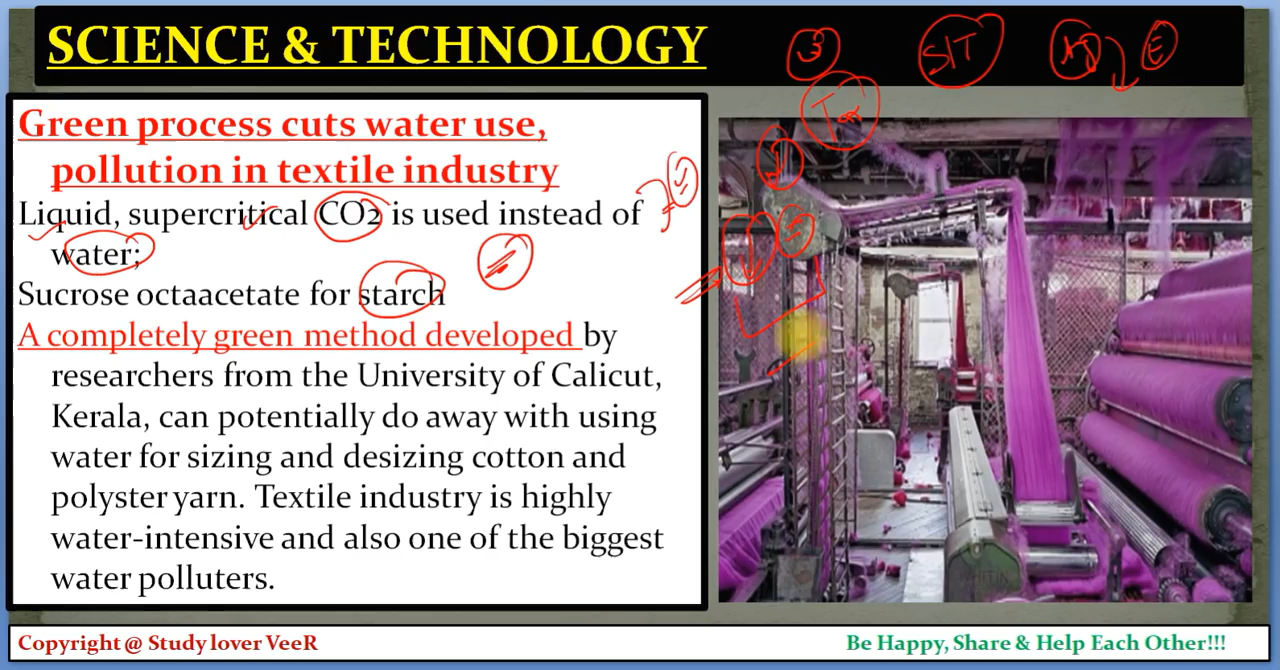 SCIENCE & TECHNOLOGY
Green process cuts water use,
pollution in textile industry
Liquid, supercritical CO2 is used instead of
water;
Sucrose octaacetate for starch
A completely green method developed by
researchers from the University of Calicut,
Kerala, can potentially do away with using
water for sizing and desizing cotton and
polyster yarn. Textile industry is highly
water-intensive and also one of the biggest
water polluters.
WHITIN
Copyright @ Study lover VeeR
Be Happy, Share & Help Each Other!!!